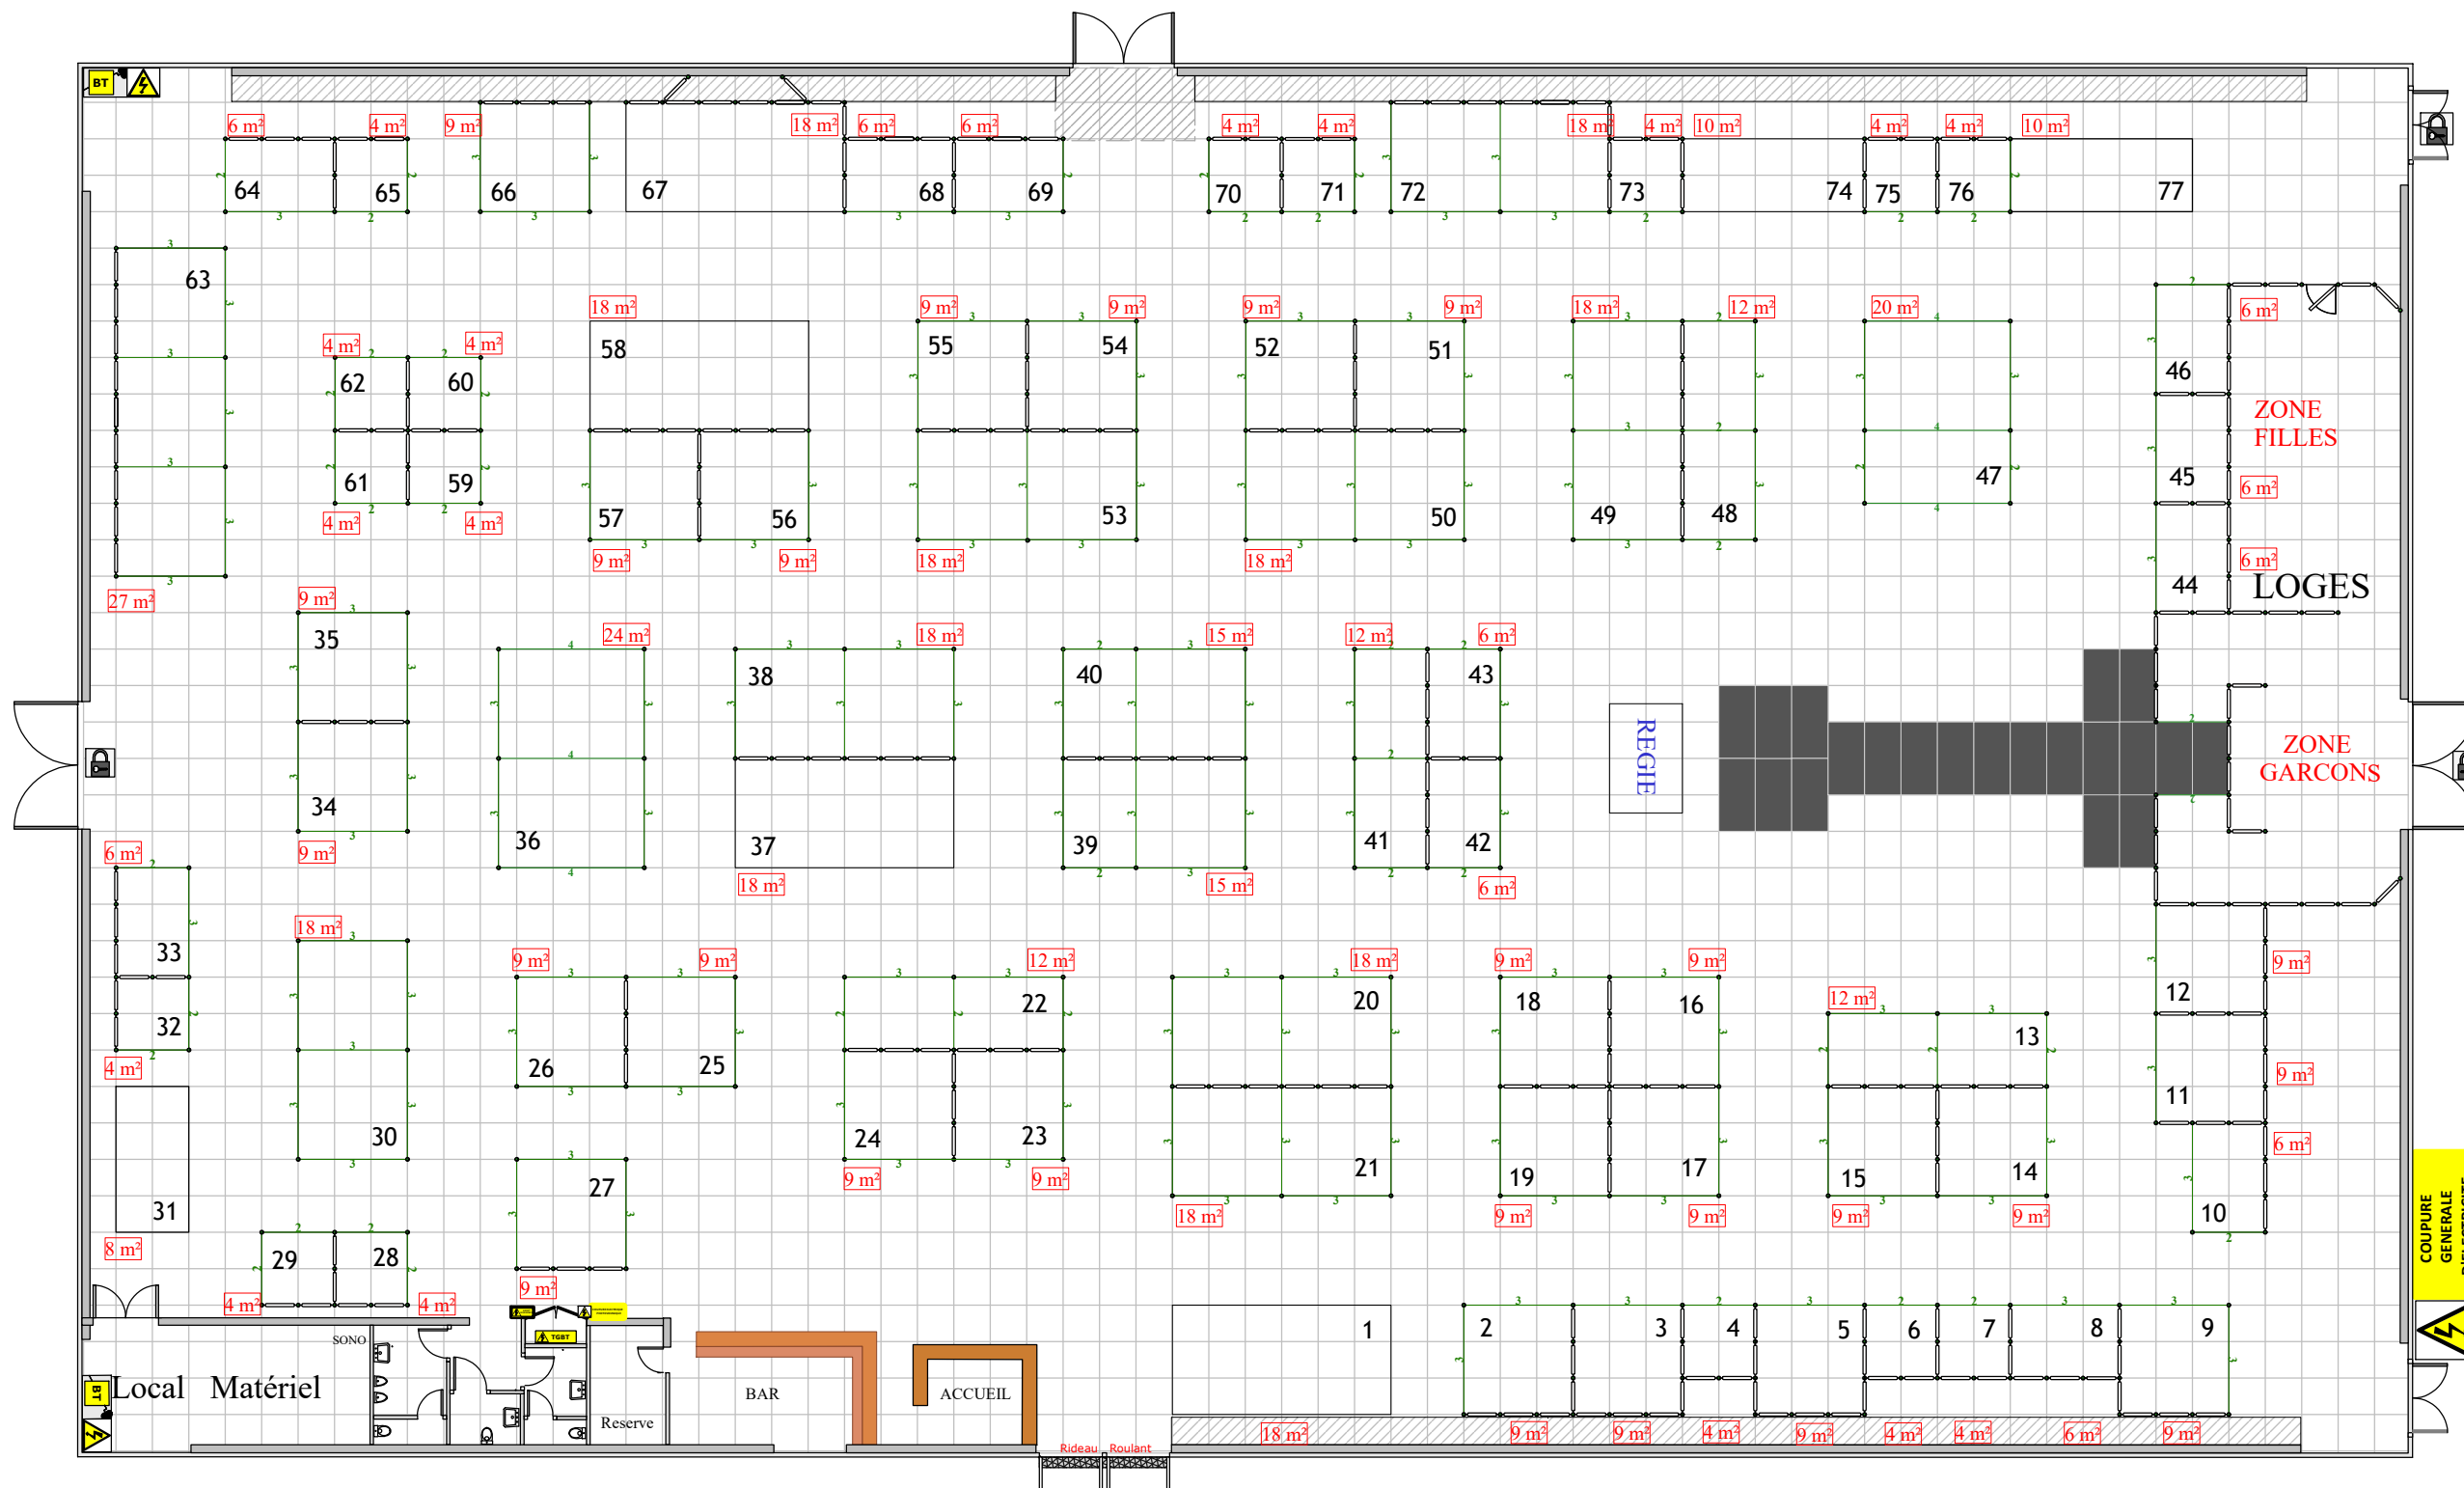 BT
6 m² 4 m² 9 m² 18 m² 6 m² 6 m² 4 m² 4 m² 18 m² 4 m² 10 m² 4 m² 4 m² 10 m²
64 65 66 67 68 69 70 71 72 73 74 75 76 77
63
18 m² 9 m² 9 m² 9 m² 9 m² 18 m² 12 m² 20 m² 6 m²
4 m² 4 m²
58 55 54 52 51
62 60 46
ZONE
FILLES
61 59 47 45
6 m²
4 m² 4 m² 57 56 53 50 49 48
9 m² 9 m² 18 m² 18 m² 6 m²
44 LOGES
27 m² 9 m²
35 24 m² 18 m² 15 m² 12 m² 6 m²
38 40 43
REGIE
ZONE
GARCONS
34 36 37 39 41 42
6 m² 9 m² 18 m² 15 m² 6 m²
33 18 m² 9 m² 9 m² 12 m² 18 m² 9 m² 9 m² 9 m²
12 m² 12
32 22 20 18 16 13
4 m² 26 25 9 m²
11
30 24 23 21 19 17 15 14 6 m²
9 m² 9 m² 18 m² 9 m² 9 m² 9 m² 9 m²
31 27 10
8 m² 29 28
4 m² 4 m² 9 m²
COUPURE
GENERALE
1 2 3 4 5 6 7 8 9
SONO TGBT
BT Local Matériel Reserve BAR ACCUEIL
18 m² 9 m² 9 m² 4 m² 9 m² 4 m² 4 m² 6 m² 9 m²
Rideau Roulant